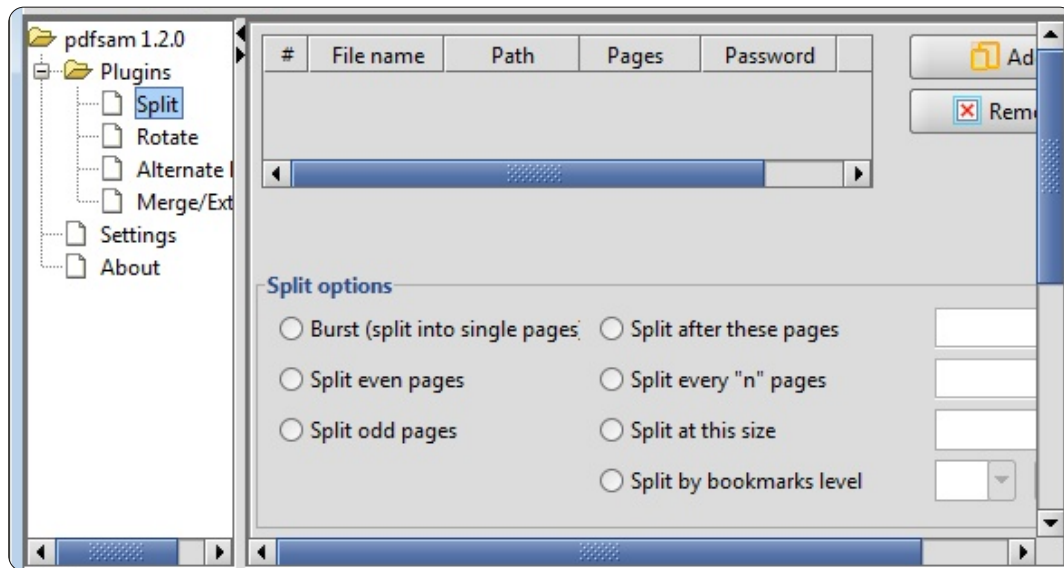 pdfsam 1.2.0
Plugins
Split
Rotate
Alternate
Merge/Ext
Settings
About
# File name Path Pages Password
Ad
Remo
Split options
Burst (split into single pages)
Split even pages
Split odd pages
Split after these pages
Split every "n" pages
Split at this size
Split by bookmarks level